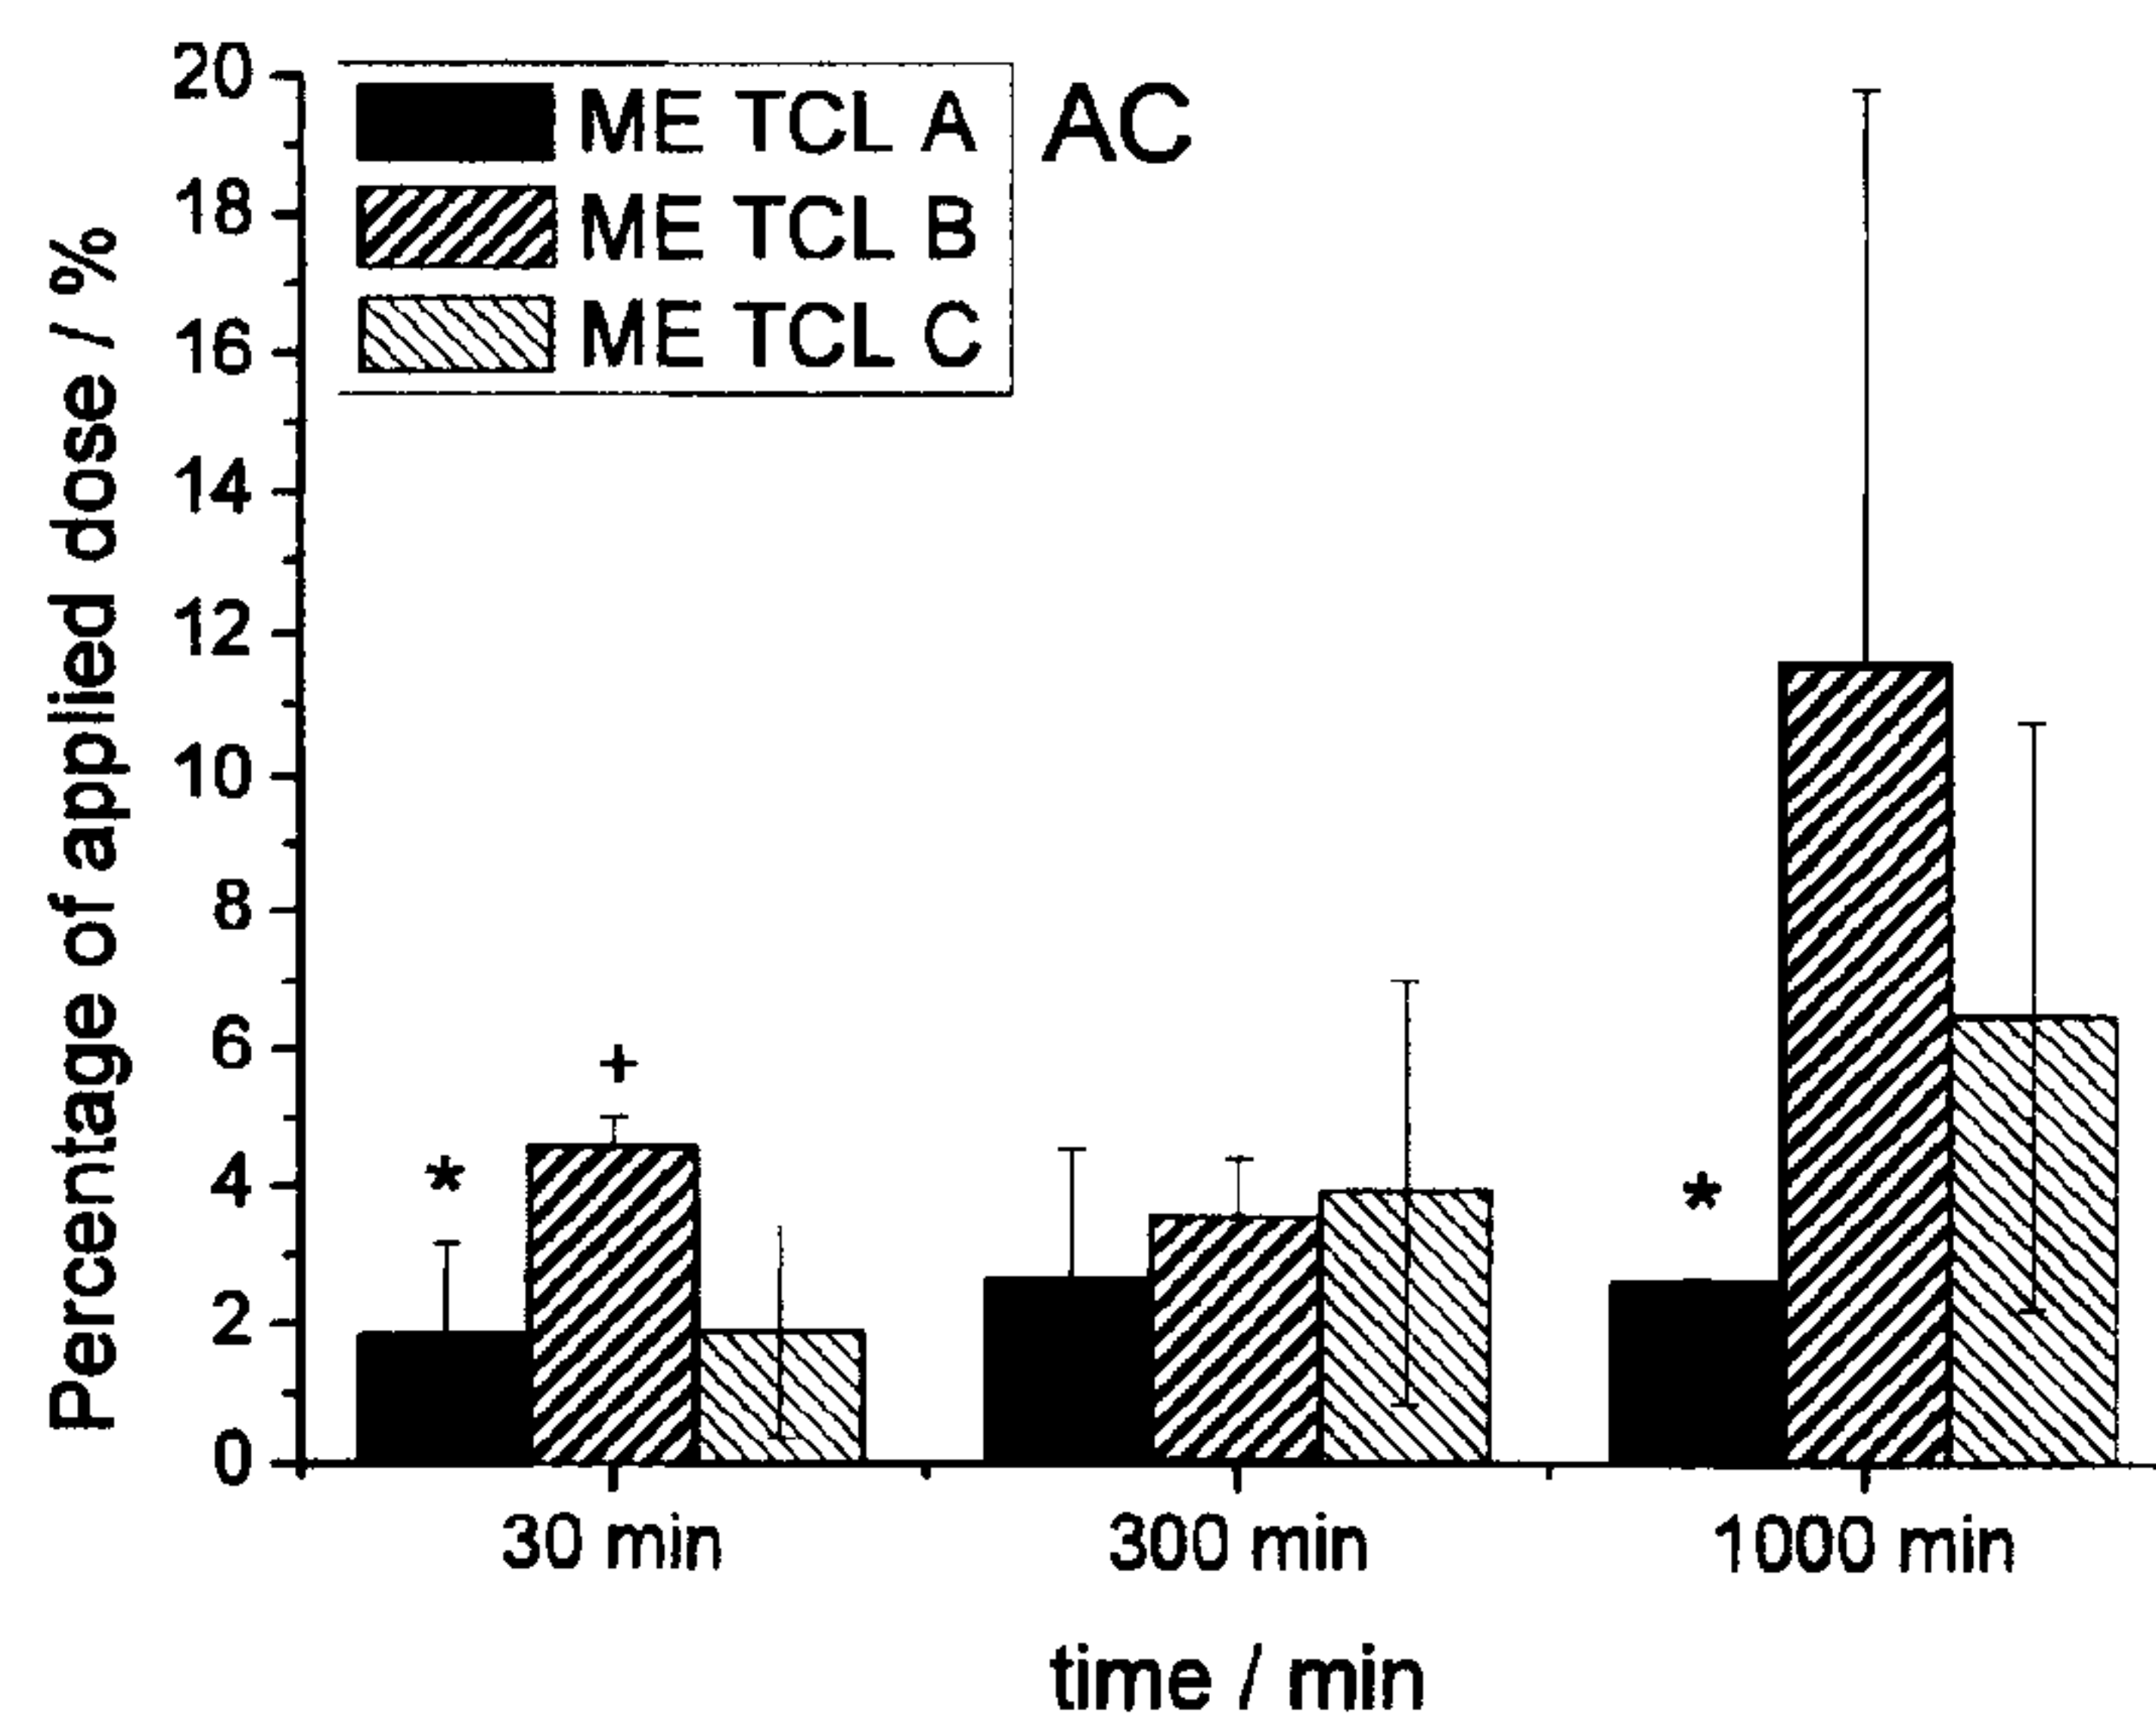 Percentage of applied dose / %
20
18
16
14
12
10
8
6
4
2
0
ME TCL A
ME TCL B
ME TCL C
AC
*
+
*
30 min
300 min
1000 min
time / min